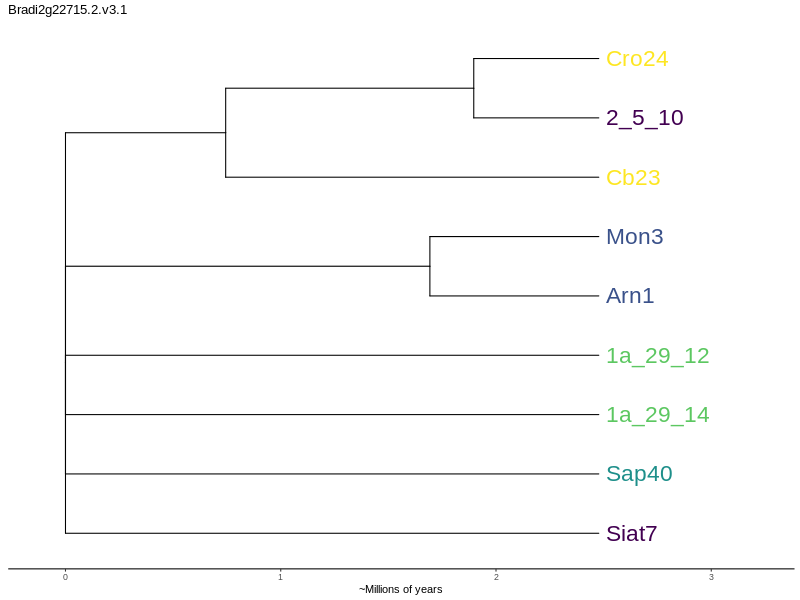 Bradi2g22715.2.v3.1
Cro24
2_5_10
Cb23
Mon3
Arn1
1a_29_12
1a_29_14
Sap40
Siat7
0 1 2 3
~Millions of years